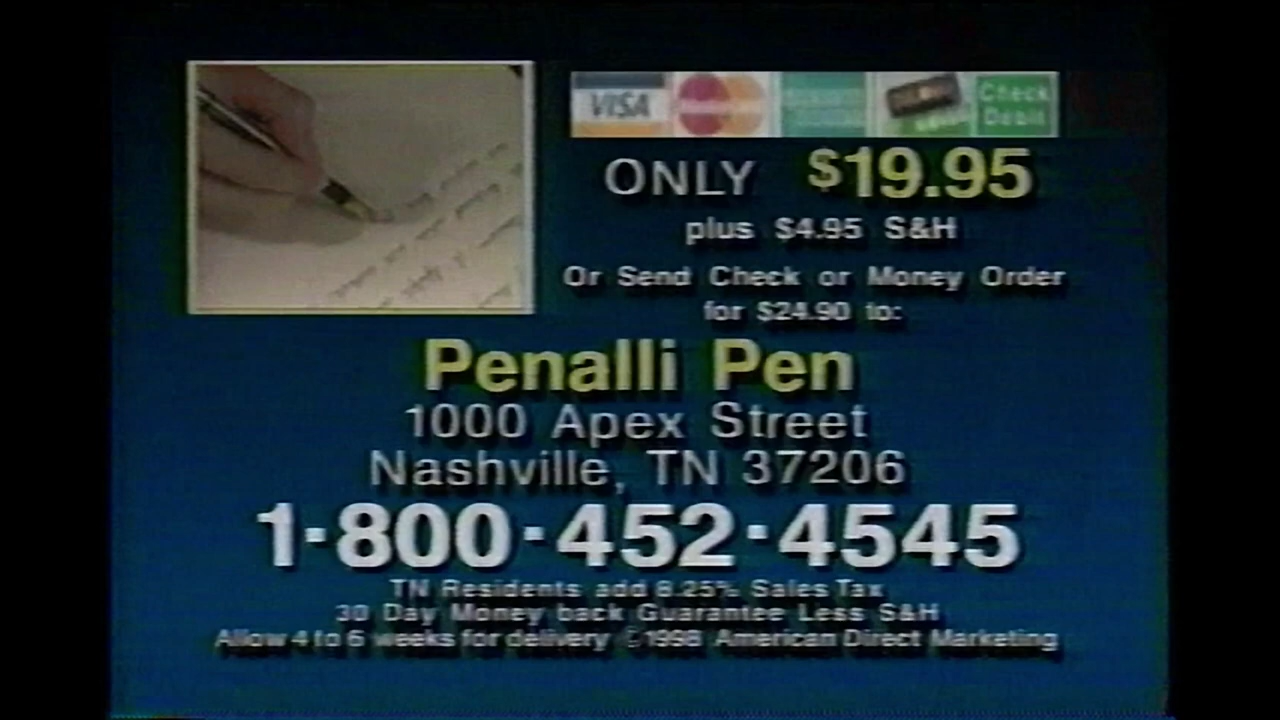 VISA
MasterCard
Check
Debit
ONLY $19.95
plus $4.95 S&H
Or Send Check or Money Order
for $24.90 to:
Penalli Pen
1000 Apex Street
Nashville, TN 37206
1·800·452·4545
TN Residents add 8.25% Sales Tax
30 Day Money back Guarantee Less S&H
Allow 4 to 6 weeks for delivery ©1998 American Direct Marketing